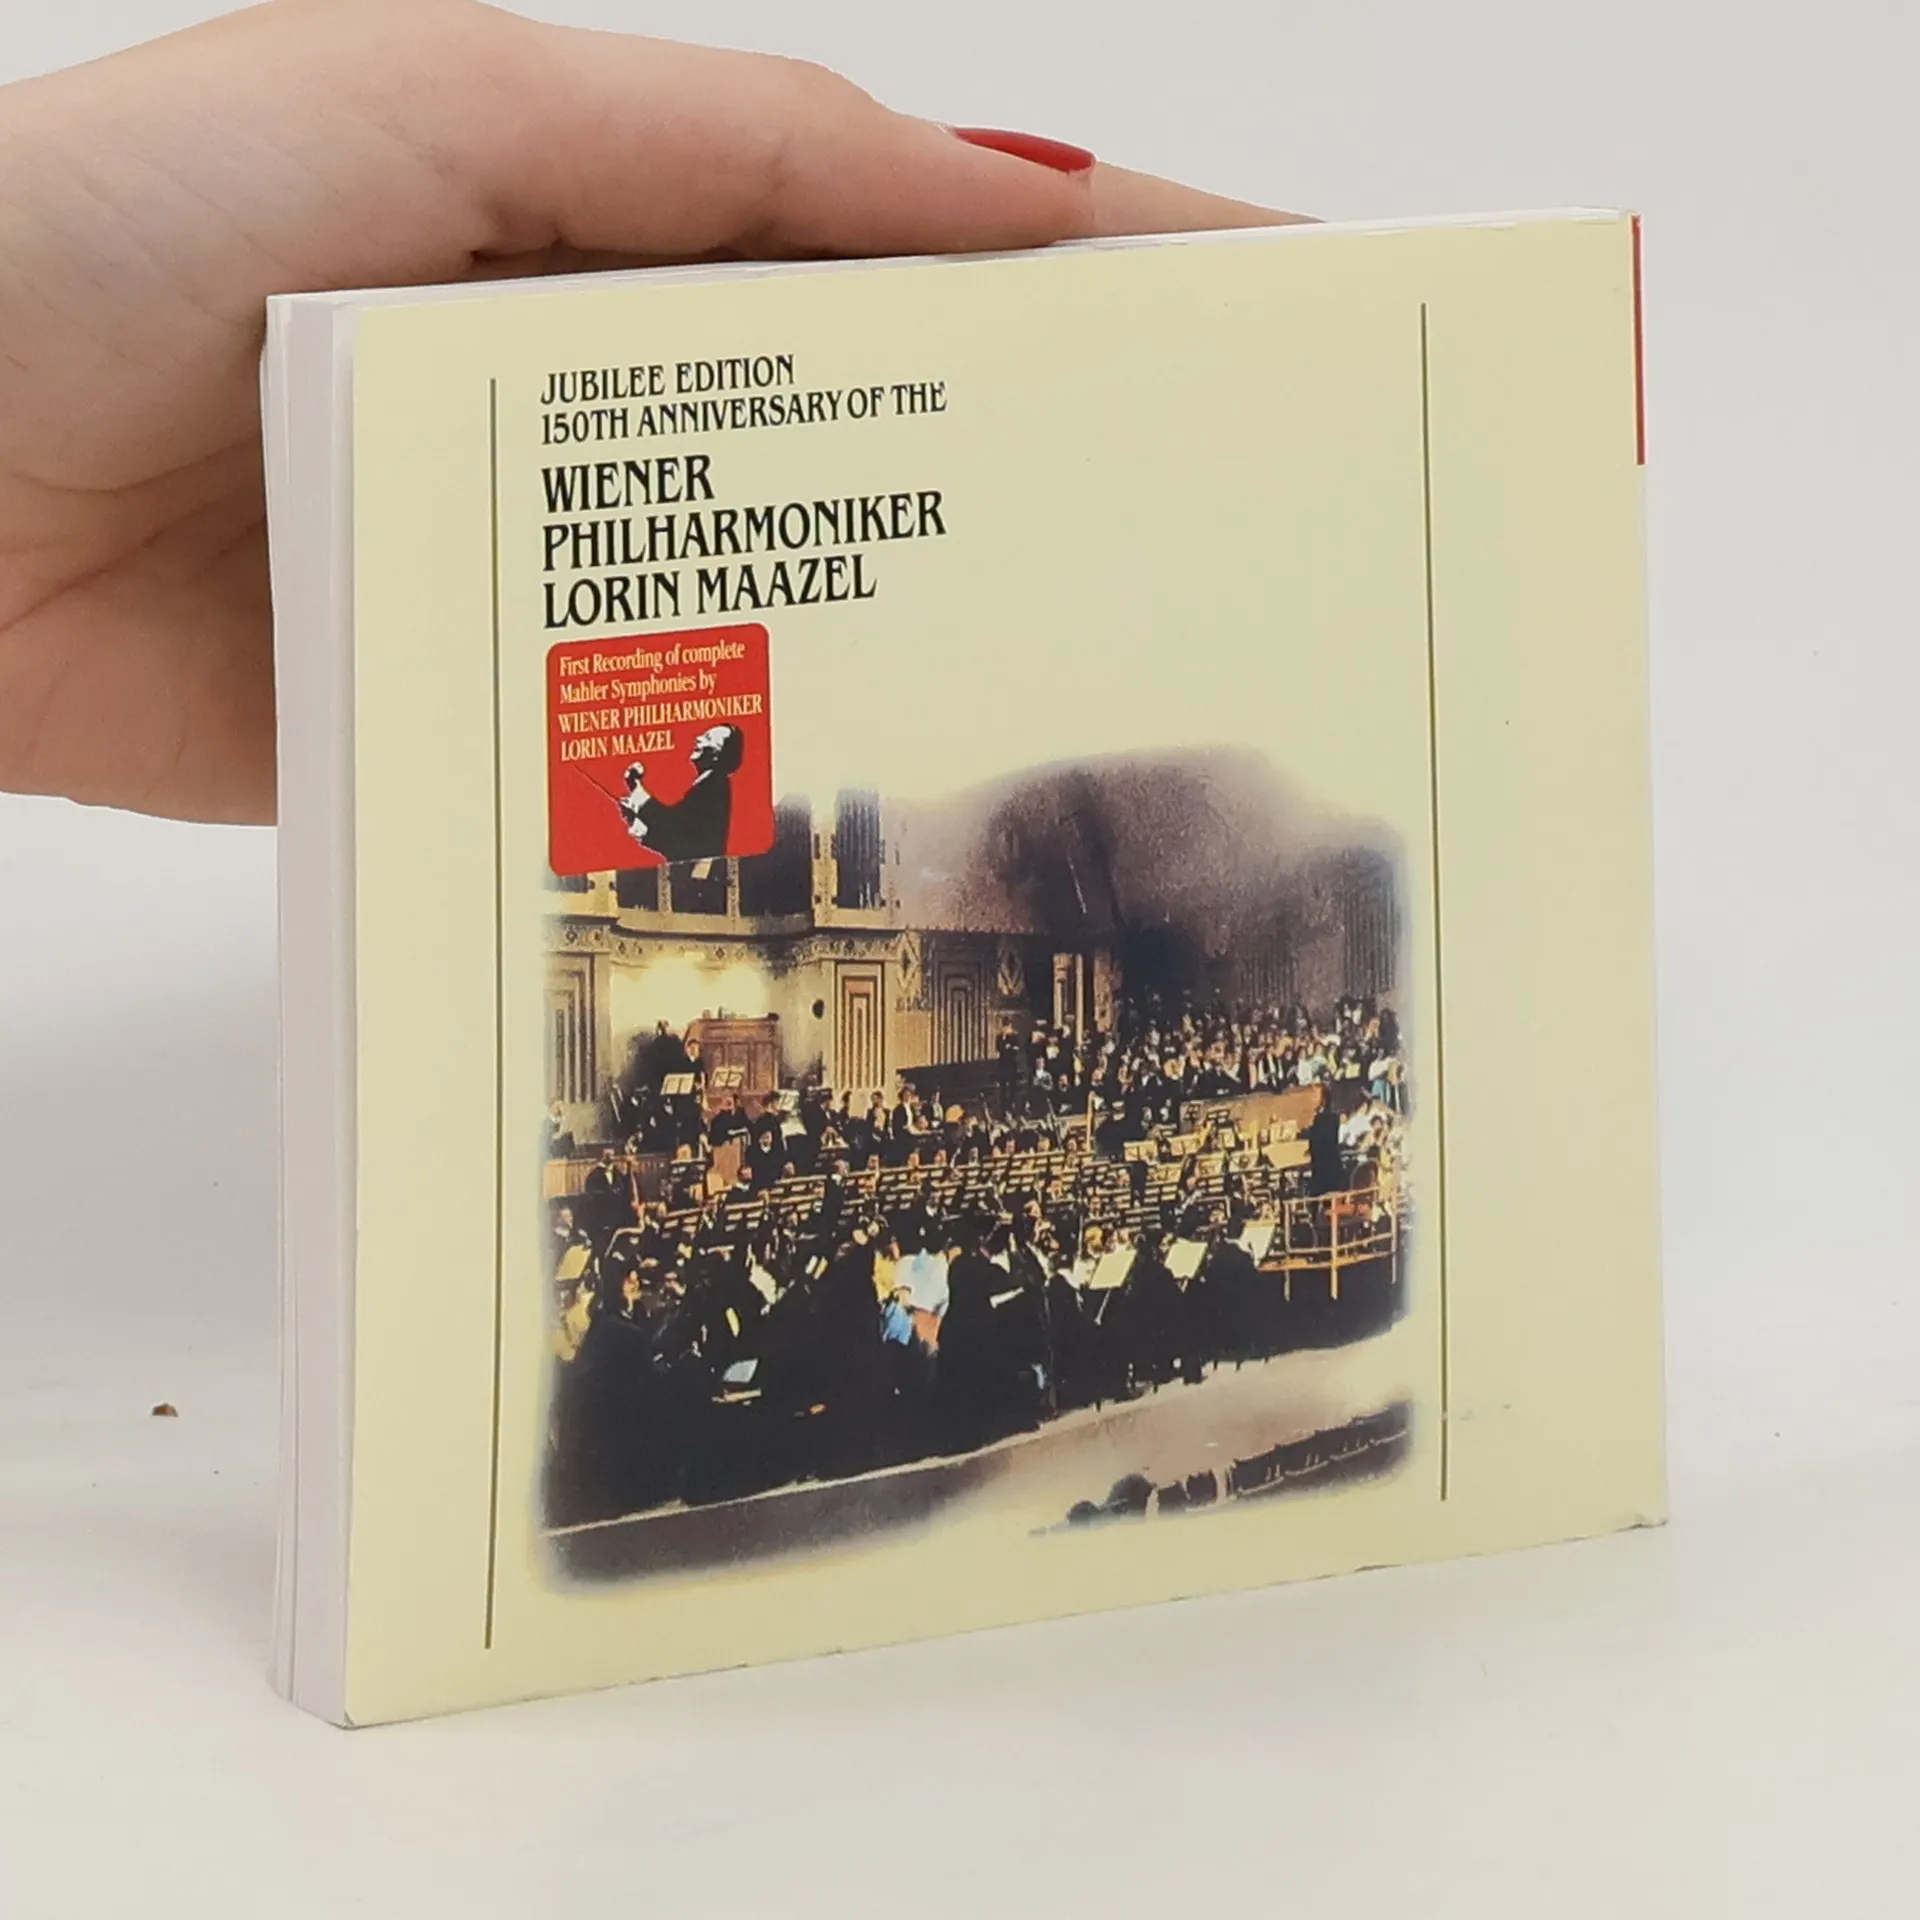 JUBILEE EDITION
150TH ANNIVERSARY OF THE
WIENER
PHILHARMONIKER
LORIN MAAZEL
First Recording of complete
Mahler Symphonies by
WIENER PHILHARMONIKER
LORIN MAAZEL